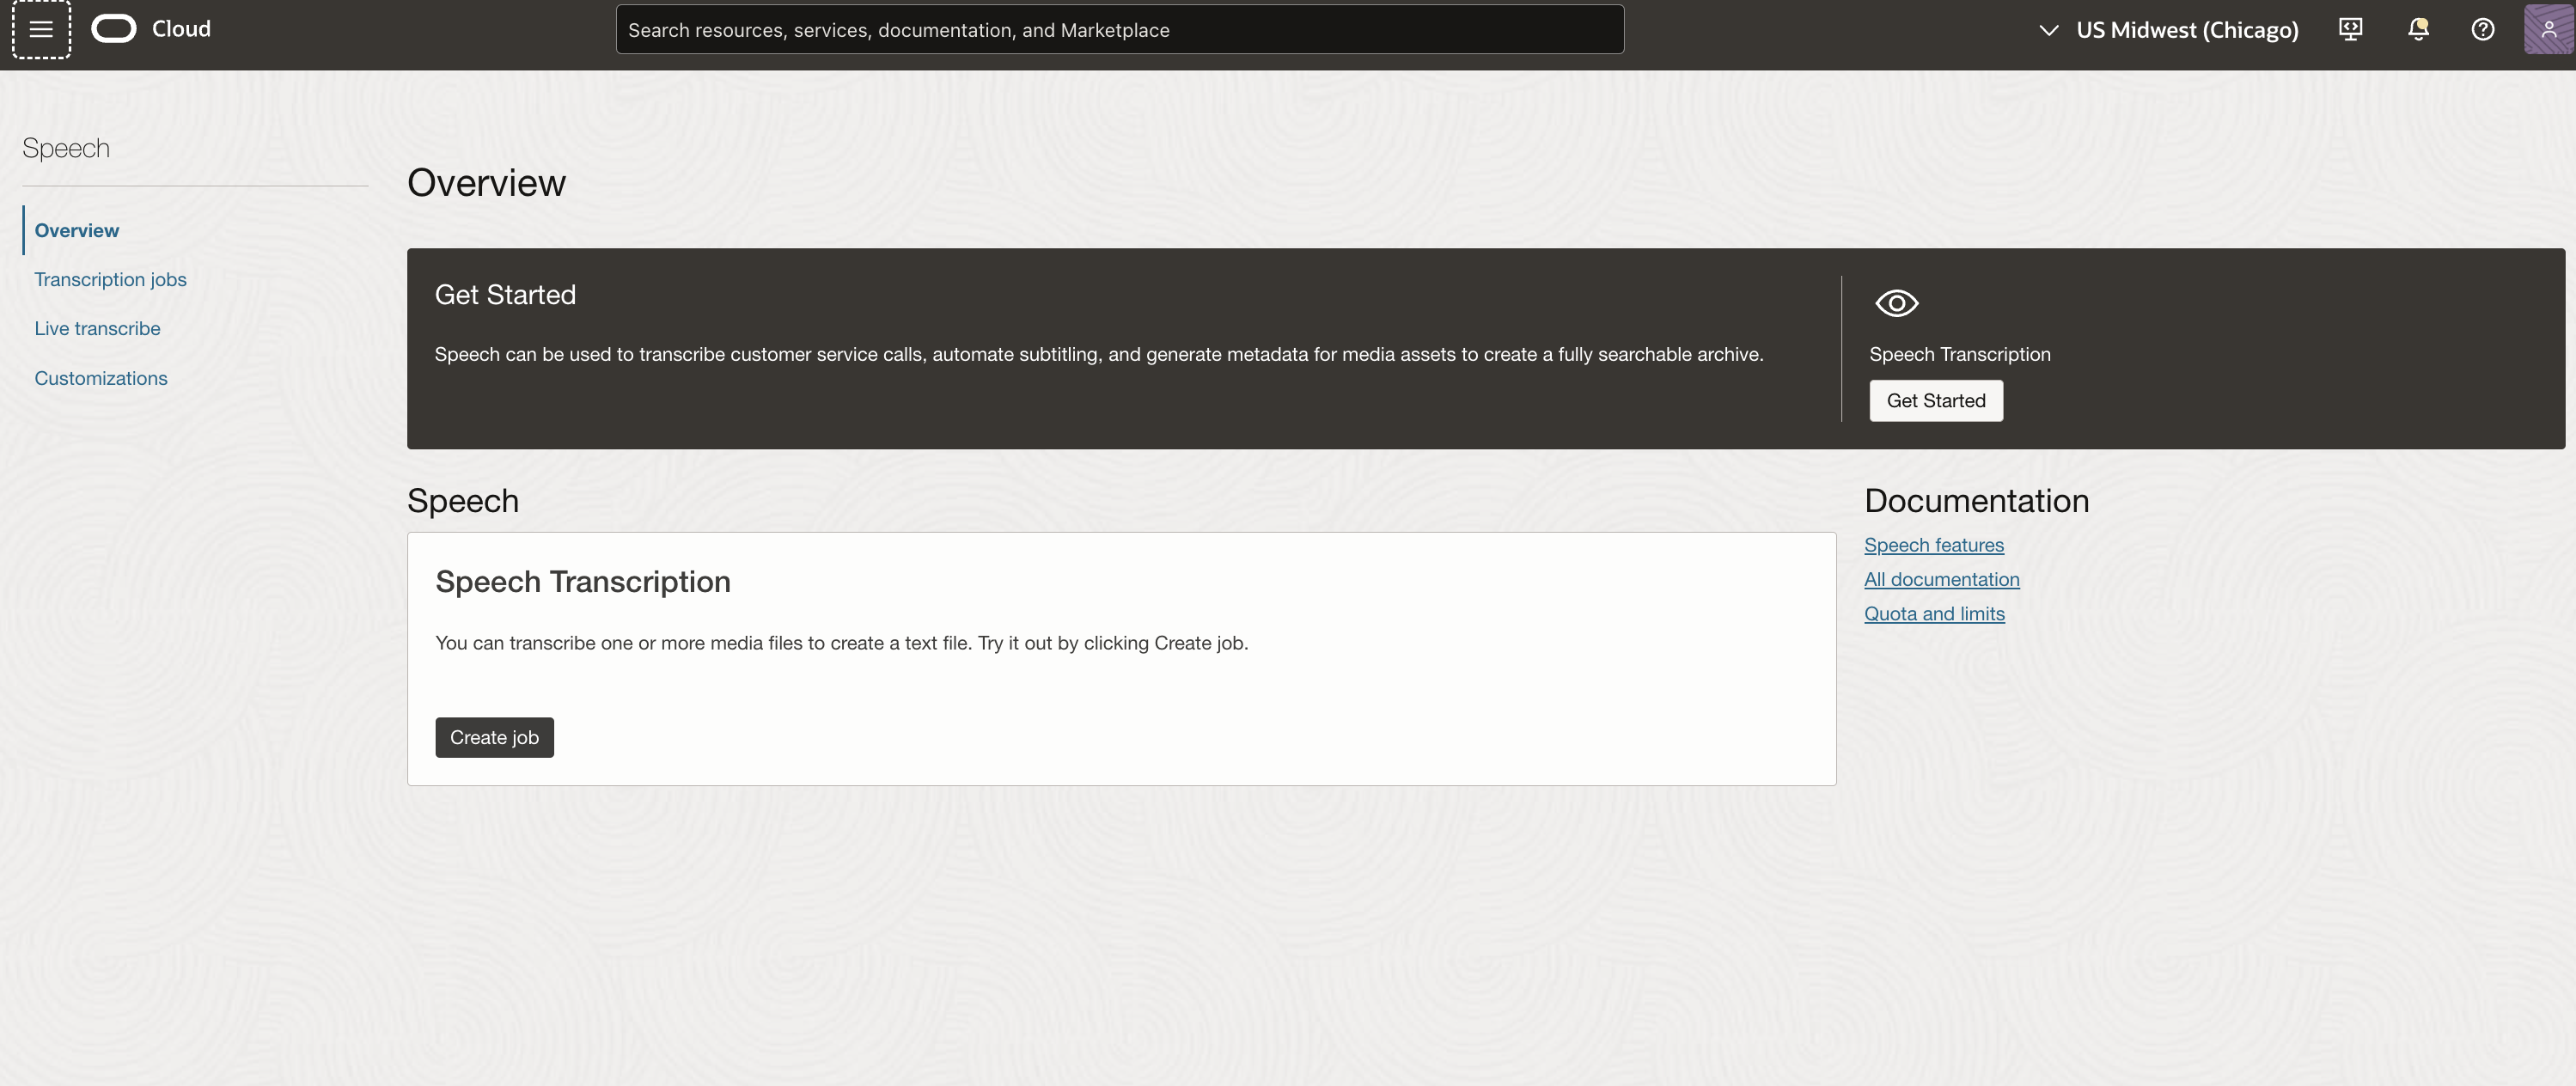 Cloud
Search resources, services, documentation, and Marketplace
US Midwest (Chicago)
Speech
Overview
Transcription jobs
Live transcribe
Customizations
Overview
Get Started
Speech can be used to transcribe customer service calls, automate subtitling, and generate metadata for media assets to create a fully searchable archive.
Speech Transcription
Get Started
Speech
Speech Transcription
You can transcribe one or more media files to create a text file. Try it out by clicking Create job.
Create job
Documentation
Speech features
All documentation
Quota and limits